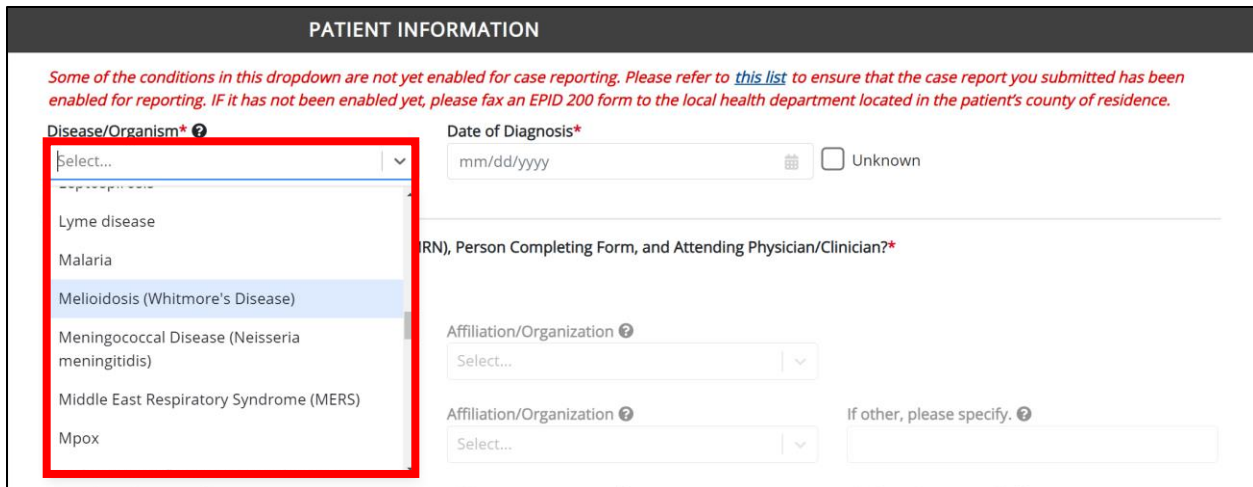 PATIENT INFORMATION
Some of the conditions in this dropdown are not yet enabled for case reporting. Please refer to this list to ensure that the case report you submitted has been
enabled for reporting. IF it has not been enabled yet, please fax an EPID 200 form to the local health department located in the patient's county of residence.
Disease/Organism*
Date of Diagnosis*
Select...
mm/dd/yyyy
Unknown
Lyme disease
RN), Person Completing Form, and Attending Physician/Clinician?*
Malaria
Melioidosis (Whitmore's Disease)
Meningococcal Disease (Neisseria
meningitidis)
Affiliation/Organization
Select...
Middle East Respiratory Syndrome (MERS)
Affiliation/Organization
If other, please specify.
Mpox
Select...